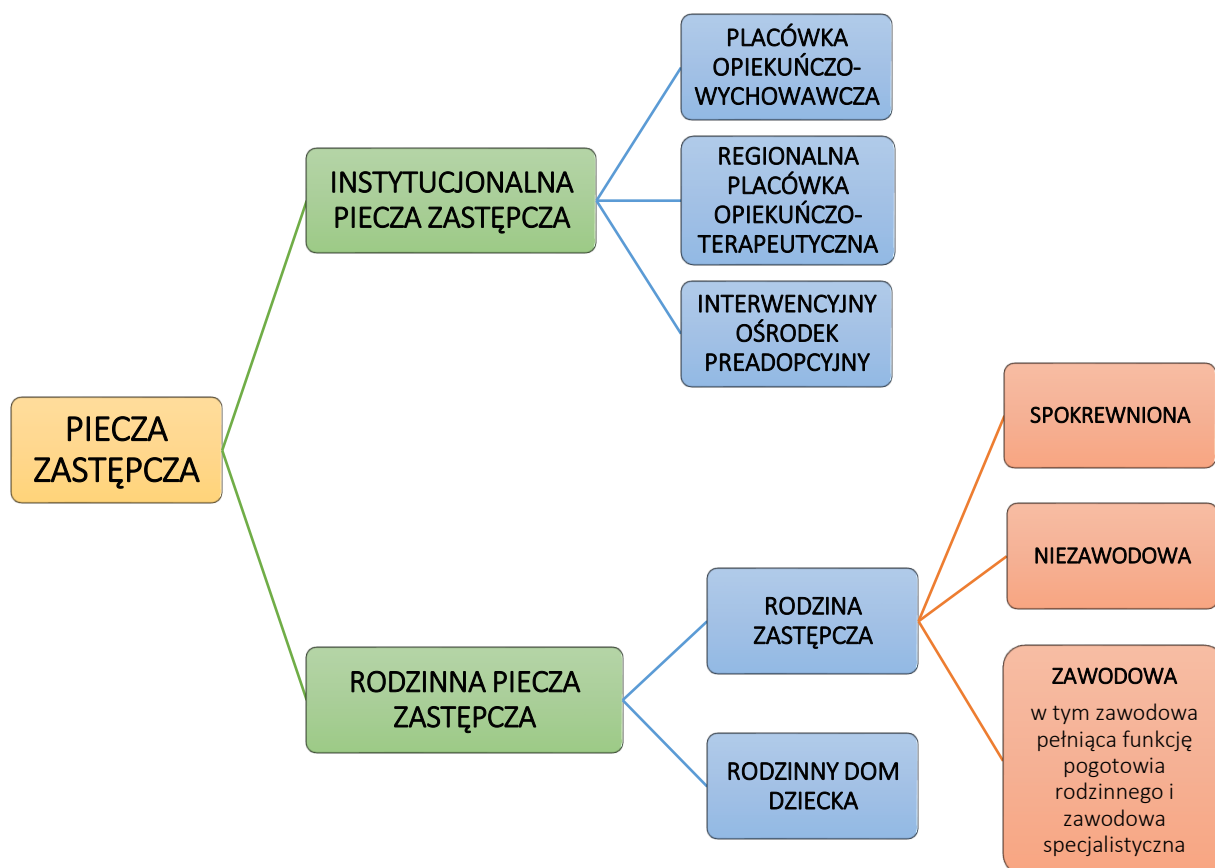 PIECZA
ZASTĘPCZA
INSTYTUCJONALNA
PIECZA ZASTĘPCZA
PLACÓWKA
OPIEKUŃCZO-
WYCHOWAWCZA
REGIONALNA
PLACÓWKA
OPIEKUŃCZO-
TERAPEUTYCZNA
INTERWENCYJNY
OŚRODEK
PREADOPCYJNY
RODZINNA PIECZA
ZASTĘPCZA
RODZINA
ZASTĘPCZA
SPOKREWNIONA
NIEZAWODOWA
ZAWODOWA
w tym zawodowa
pełniąca funkcję
pogotowia
rodzinnego i
zawodowa
specjalistyczna
RODZINNY DOM
DZIECKA